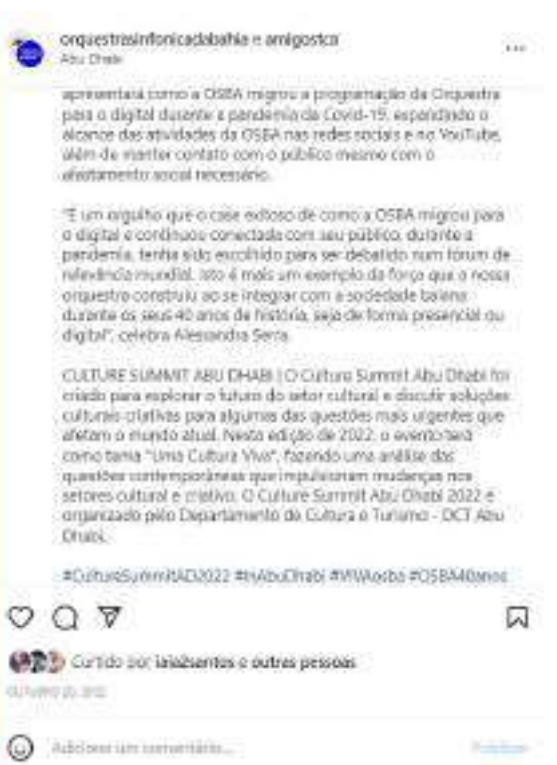 orquestrasinfonicadabahia e amigostca
Abu Dhabi
apresentará como a OSBA migrou a programação da Orquestra
para o digital durante a pandemia da Covid-19, expandindo o
alcance das atividades da OSBA nas redes sociais e no YouTube,
além de manter contato com o público mesmo com o
afastamento social necessário.
"É um orgulho que o case exitoso de como a OSBA migrou para
o digital e continuou conectada com seu público, durante a
pandemia, tenha sido escolhido para ser debatido num fórum de
relevância mundial. Isto é mais um exemplo da força que a nossa
orquestra construiu ao se integrar com a sociedade baiana
durante os seus 40 anos de história, seja de forma presencial ou
digital", celebra Alessandra Serra.
CULTURE SUMMIT ABU DHABI | O Culture Summit Abu Dhabi foi
criado para explorar o futuro do setor cultural e discutir soluções
culturais criativas para algumas das questões mais urgentes que
afetam o mundo atual. Nesta edição de 2022, o evento terá
como tema "Uma Cultura Viva", fazendo uma análise das
questões contemporâneas que impulsionam mudanças nos
setores cultural e criativo. O Culture Summit Abu Dhabi 2022 é
organizado pelo Departamento de Cultura e Turismo - DCT Abu
Dhabi.
#CultureSummitAD2022 #InAbuDhabi #VIVAosba #OSBA40anos
Curtido por iaia2santos e outras pessoas
OUTUBRO 20, 2022
Adicione um comentário...
Publicar